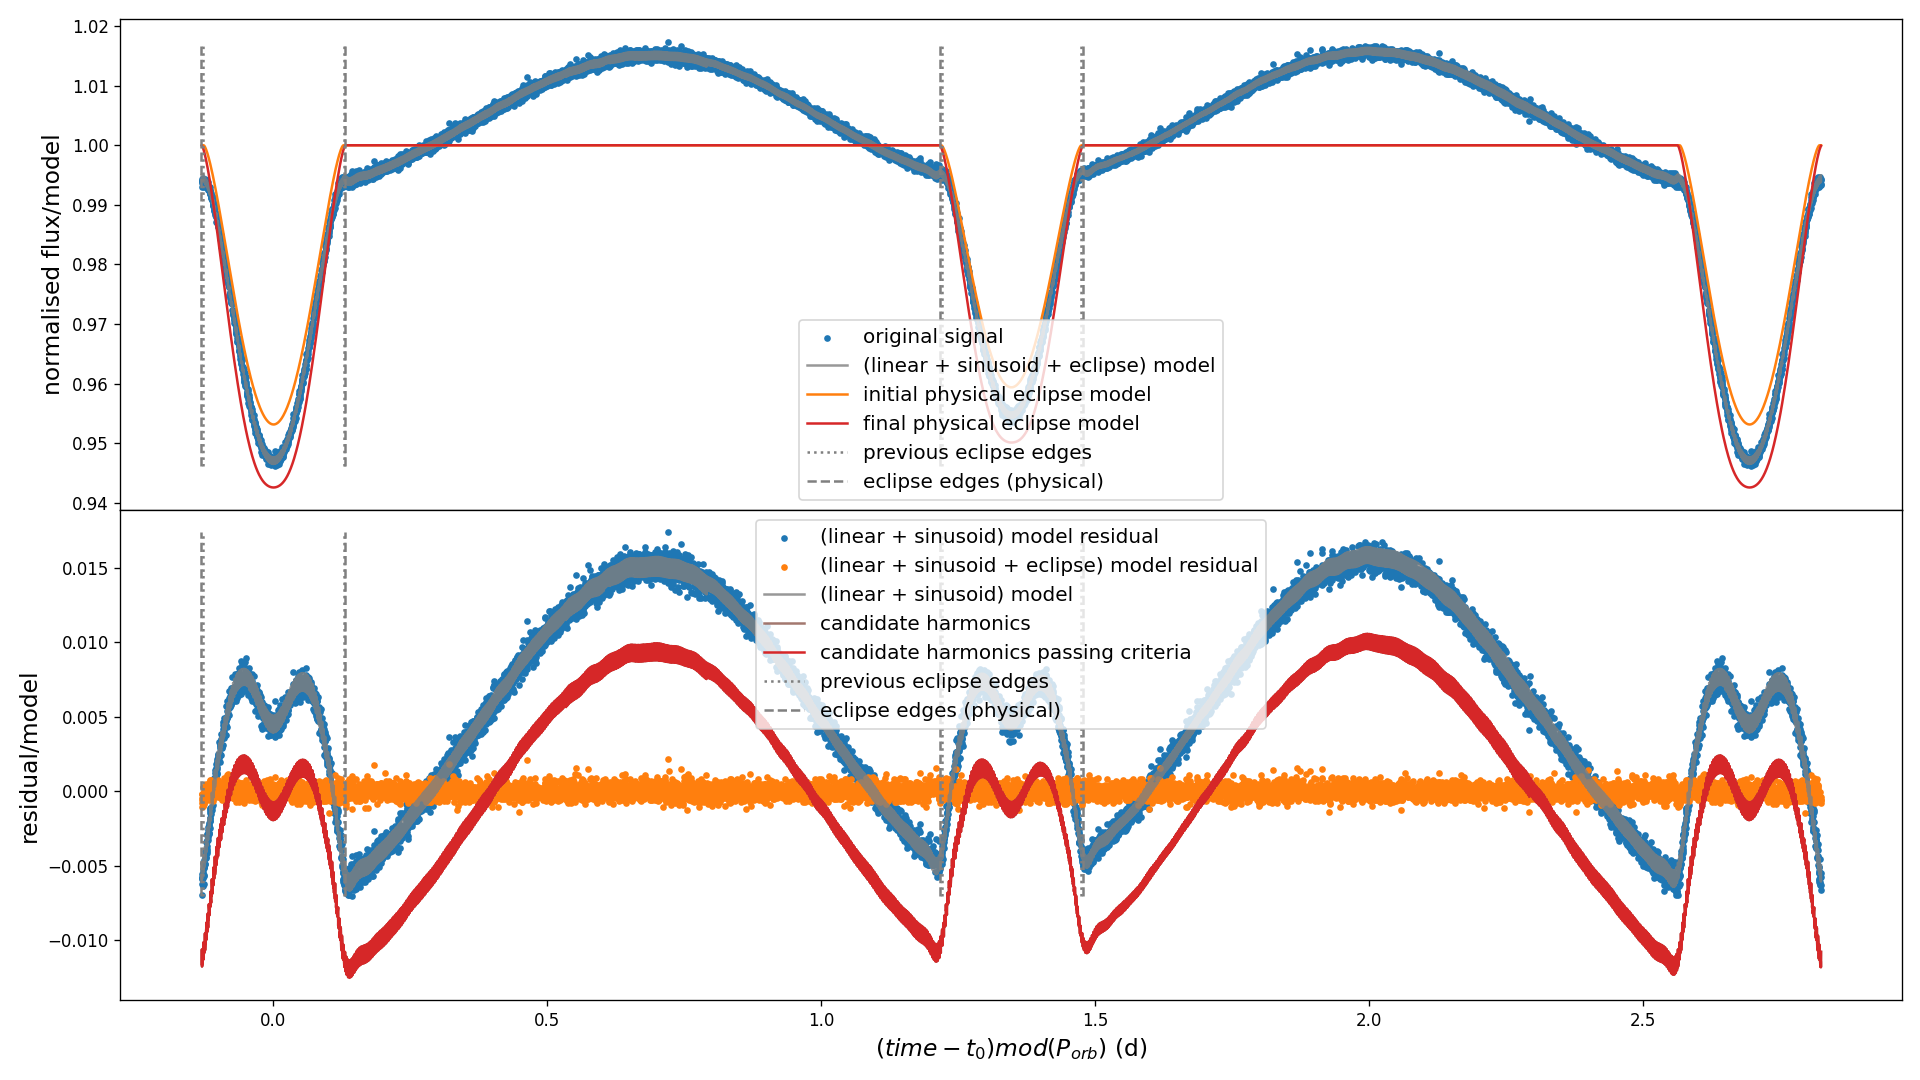 1.02
1.01
1.00
0.99
0.98
0.97
0.96
0.95
0.94
normalised flux/model
original signal
(linear + sinusoid + eclipse) model
initial physical eclipse model
final physical eclipse model
previous eclipse edges
eclipse edges (physical)
0.015
0.010
0.005
0.000
−0.005
−0.010
residual/model
(linear + sinusoid) model residual
(linear + sinusoid + eclipse) model residual
(linear + sinusoid) model
candidate harmonics
candidate harmonics passing criteria
previous eclipse edges
eclipse edges (physical)
0.0 0.5 1.0 1.5 2.0 2.5
(time − t₀)mod(P_orb) (d)